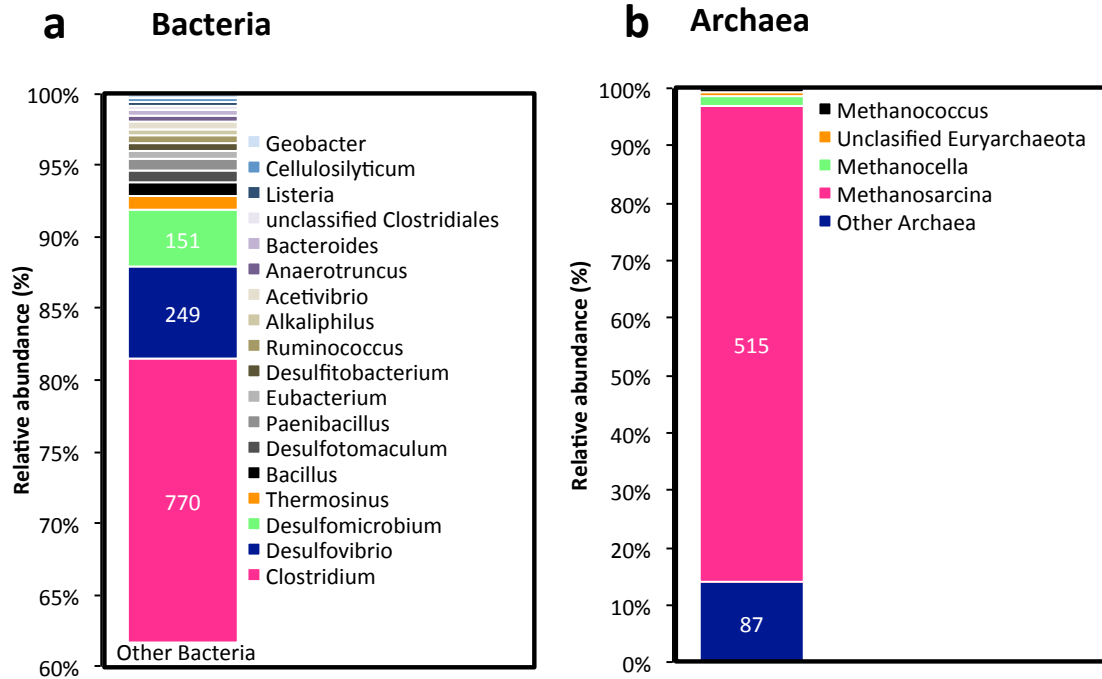 a Bacteria
Relative abundance (%)
100%
95%
90%
85%
80%
75%
70%
65%
60%
151
249
770
Other Bacteria
Geobacter
Cellulosilyticum
Listeria
unclassified Clostridiales
Bacteroides
Anaerotruncus
Acetivibrio
Alkaliphilus
Ruminococcus
Desulfitobacterium
Eubacterium
Paenibacillus
Desulfotomaculum
Bacillus
Thermosinus
Desulfomicrobium
Desulfovibrio
Clostridium
b Archaea
Relative abundance (%)
100%
90%
80%
70%
60%
50%
40%
30%
20%
10%
0%
515
87
Methanococcus
Unclasified Euryarchaeota
Methanocella
Methanosarcina
Other Archaea